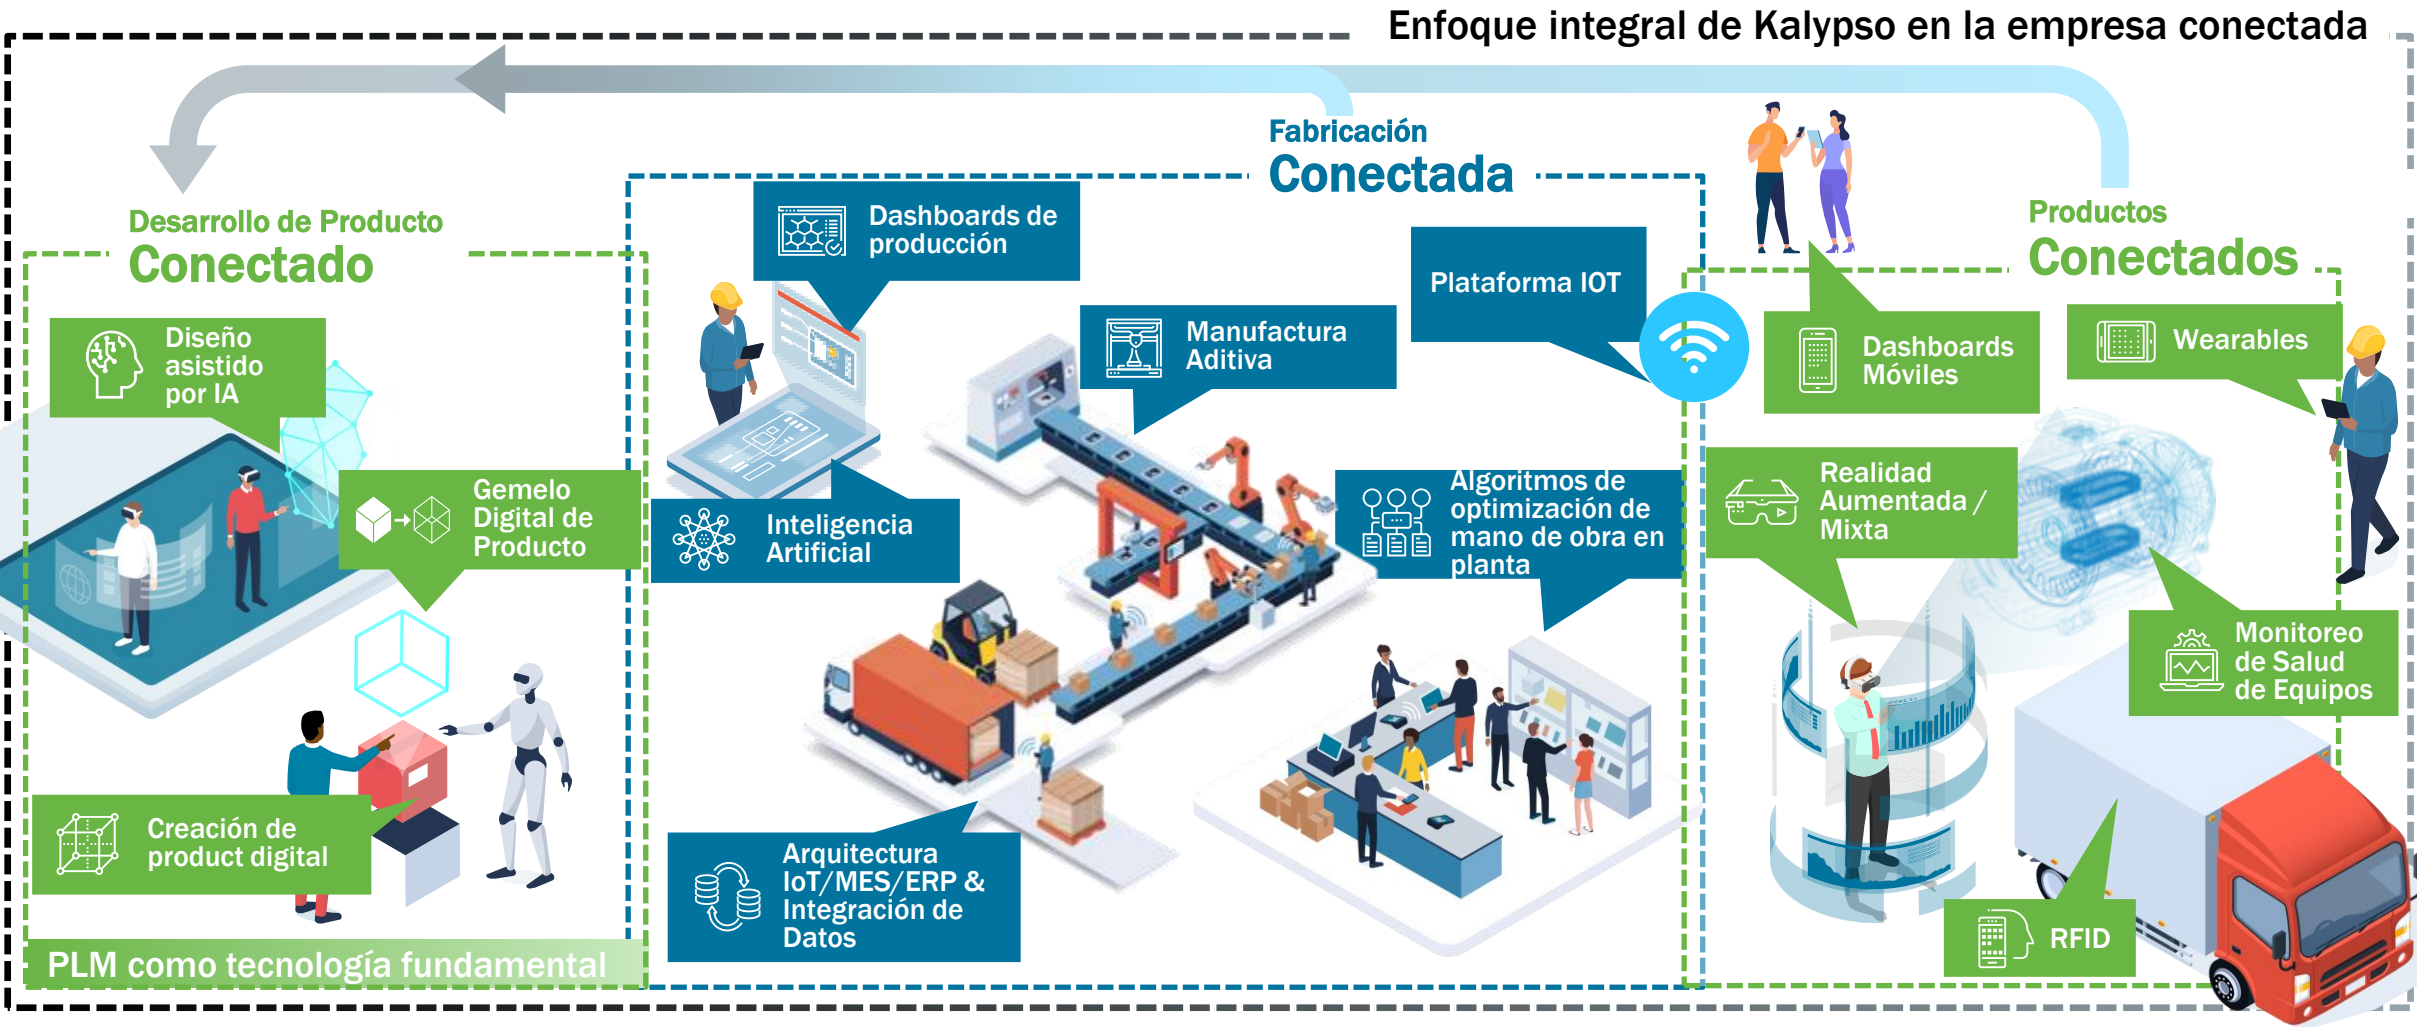 Enfoque integral de Kalypso en la empresa conectada
Desarrollo de Producto
Conectado
Diseño
asistido
por IA
Gemelo
Digital de
Producto
Creación de
product digital
PLM como tecnología fundamental
Fabricación
Conectada
Dashboards de
producción
Manufactura
Aditiva
Plataforma IOT
Inteligencia
Artificial
Algoritmos de
optimización de
mano de obra en
planta
Arquitectura
IoT/MES/ERP &
Integración de
Datos
Productos
Conectados
Dashboards
Móviles
Wearables
Realidad
Aumentada /
Mixta
Monitoreo
de Salud
de Equipos
RFID